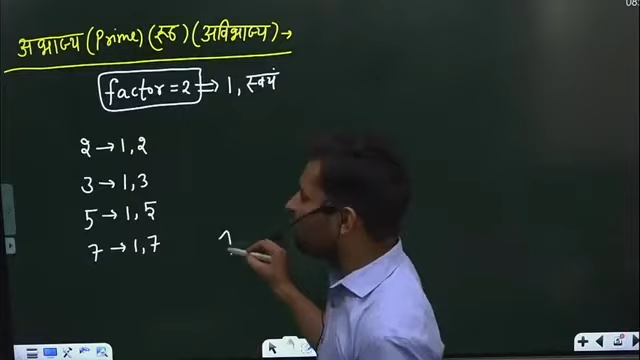 अभाज्य (Prime) (रूढ) (अविभाज्य) →
factor = 2 ⇒ 1, स्वयं
2 → 1, 2
3 → 1, 3
5 → 1, 5
7 → 1, 7
1